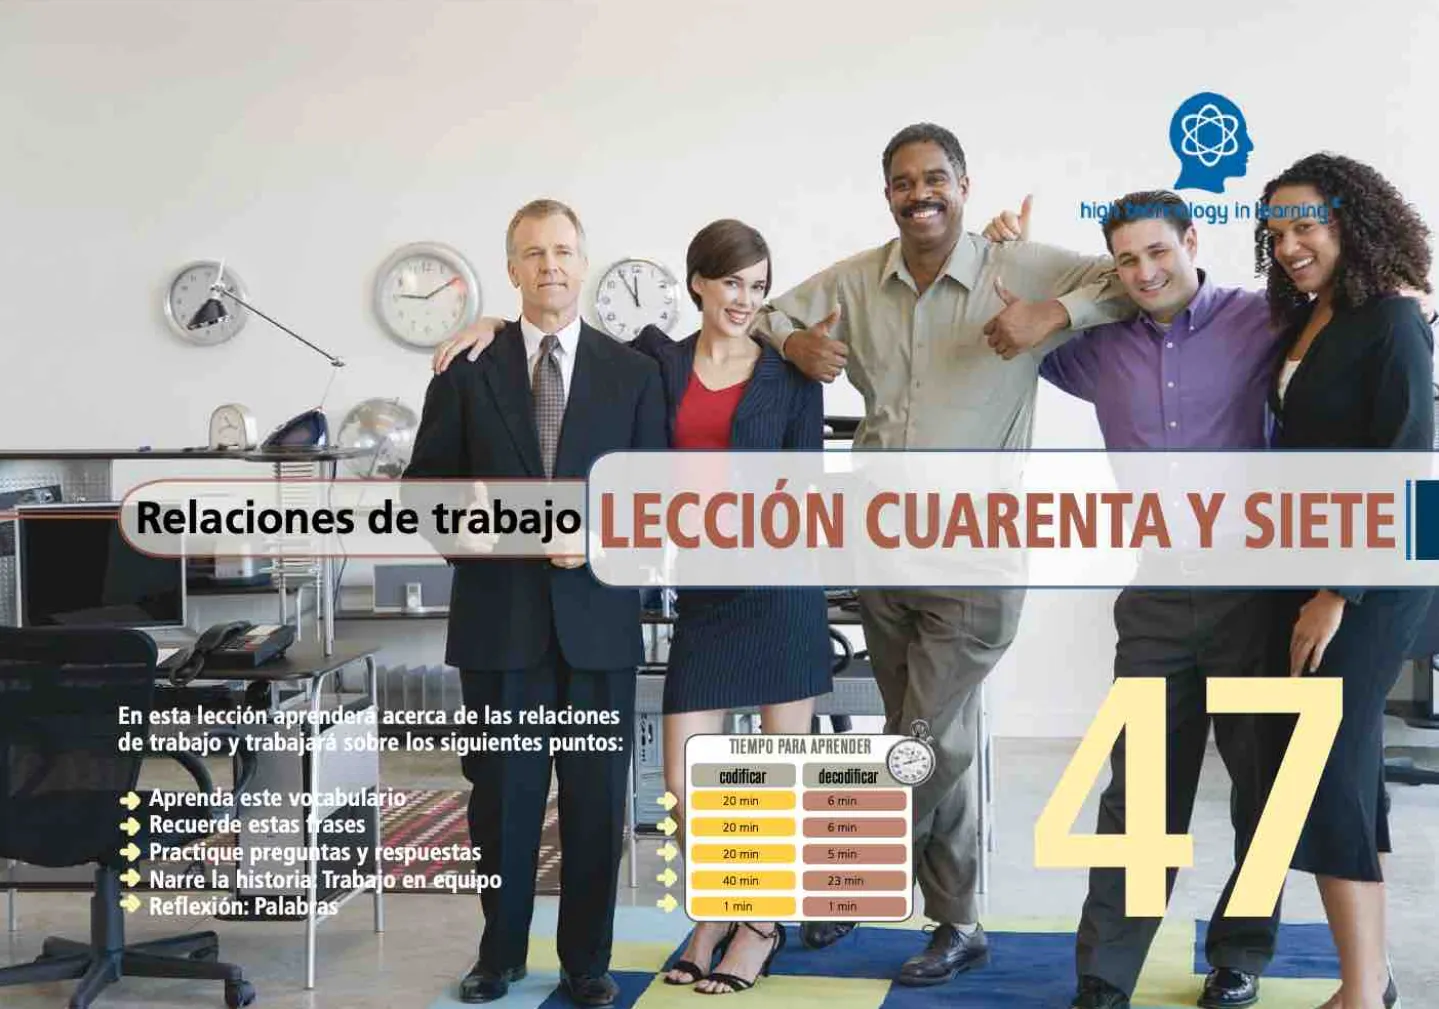 high technology in learning
Relaciones de trabajo
LECCIÓN CUARENTA Y SIETE
En esta lección aprenderá acerca de las relaciones
de trabajo y trabajará sobre los siguientes puntos:
Aprenda este vocabulario
Recuerde estas frases
Practique preguntas y respuestas
Narre la historia: Trabajo en equipo
Reflexión: Palabras
TIEMPO PARA APRENDER
codificar decodificar
20 min 6 min
20 min 6 min
20 min 5 min
40 min 23 min
1 min 1 min
47